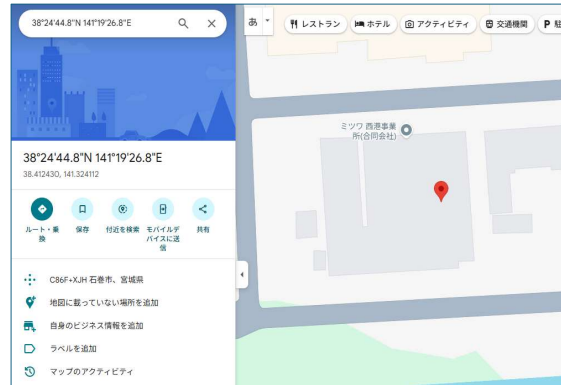 38°24'44.8"N 141°19'26.8"E
あ
レストラン
ホテル
アクティビティ
交通機関
P 駐
ミツワ 西港事業
所(合同会社)
38°24'44.8"N 141°19'26.8"E
38.412430, 141.324112
ルート・乗
換
保存
付近を検索
モバイルデ
バイスに送
信
共有
C86F+XJH 石巻市、宮城県
地図に載っていない場所を追加
自身のビジネス情報を追加
ラベルを追加
マップのアクティビティ